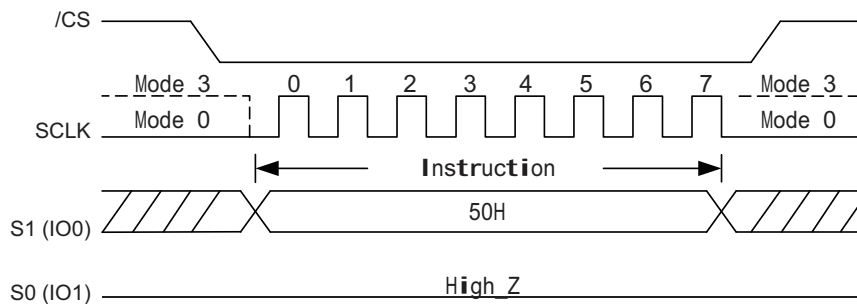 /CS
Mode 3 0 1 2 3 4 5 6 7 Mode 3
SCLK Mode 0 Mode 0
Instruction
S1 (IO0) 50H
S0 (IO1) High_Z